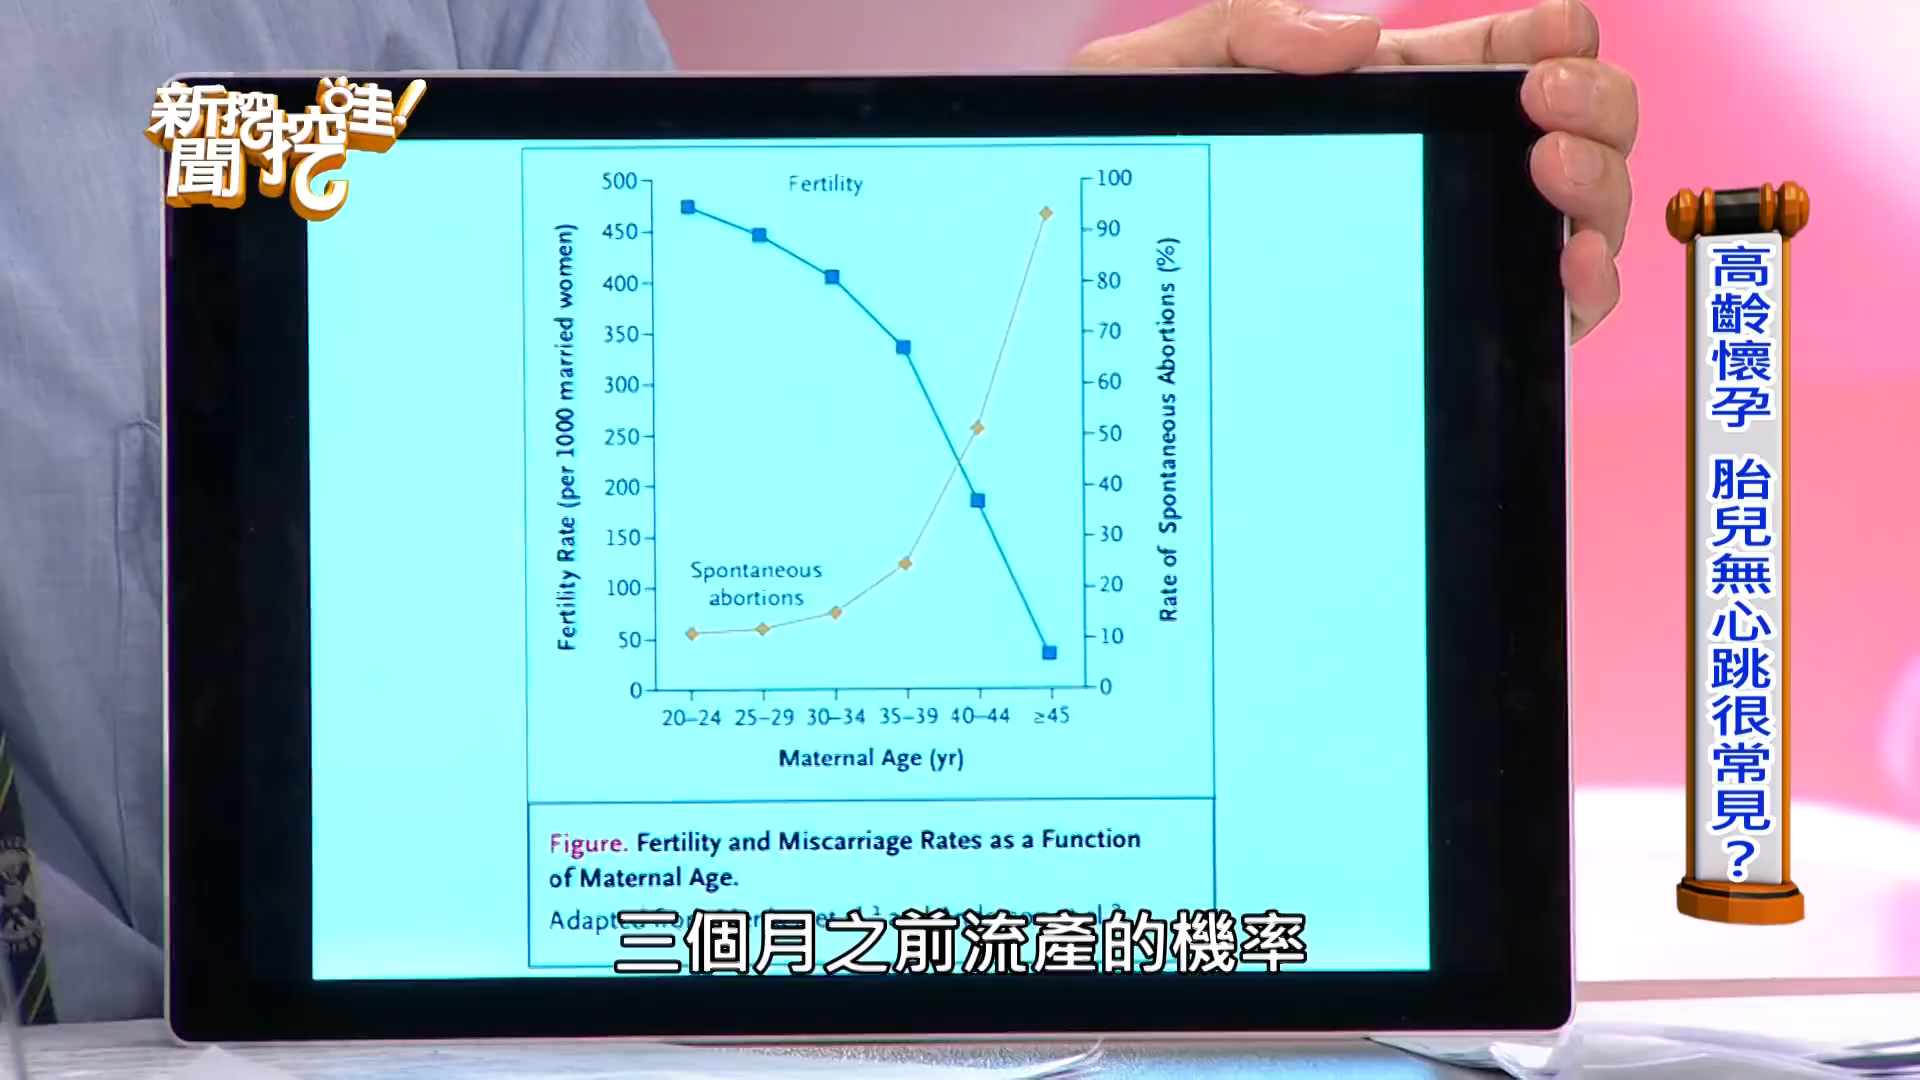 新聞挖挖哇!
Fertility
500
450
400
350
300
250
200
150
100
50
0
Fertility Rate (per 1000 married women)
100
90
80
70
60
50
40
30
20
10
0
Rate of Spontaneous Abortions (%)
Spontaneous
abortions
20–24 25–29 30–34 35–39 40–44 ≥45
Maternal Age (yr)
Figure. Fertility and Miscarriage Rates as a Function
of Maternal Age.
Adapted
三個月之前流產的機率
高齡懷孕 胎兒無心跳很常見?